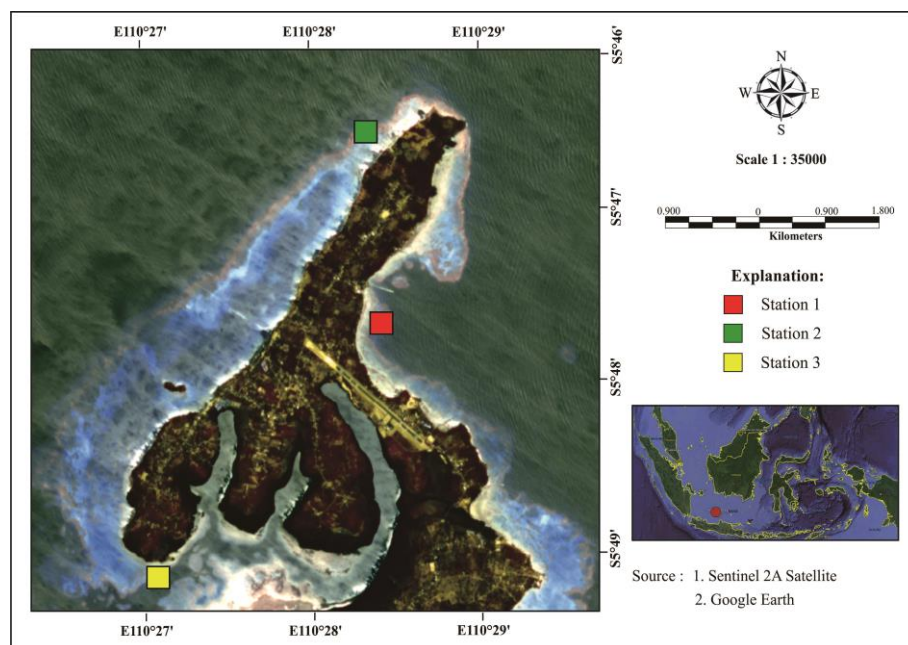 E110°27'
E110°28'
E110°29'
S5°46'
S5°47'
S5°48'
S5°49'
E110°27'
E110°28'
E110°29'
N
W
E
S
Scale 1 : 35000
0.900
0
0.900
1.800
Kilometers
Explanation:
Station 1
Station 2
Station 3
Source : 1. Sentinel 2A Satellite
2. Google Earth